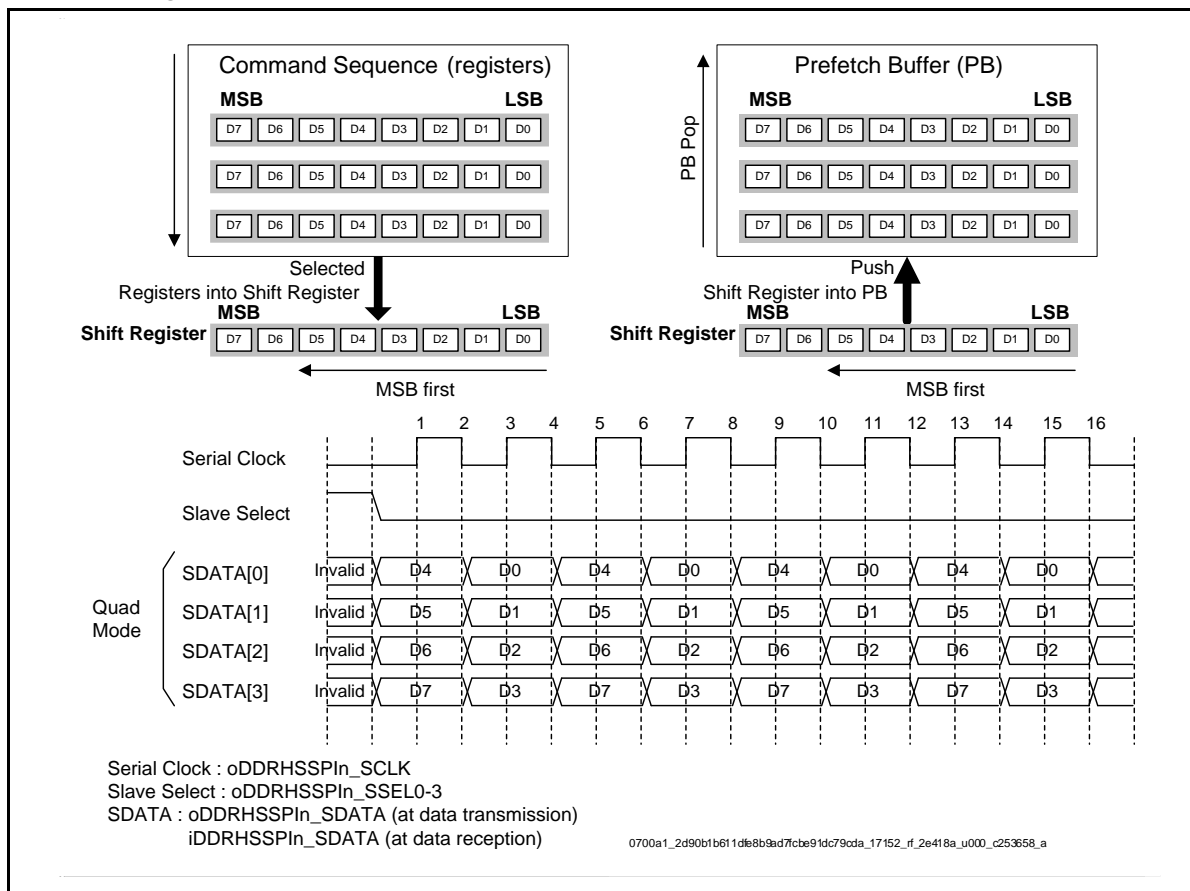 Command Sequence (registers)
MSB LSB
D7 D6 D5 D4 D3 D2 D1 D0
D7 D6 D5 D4 D3 D2 D1 D0
D7 D6 D5 D4 D3 D2 D1 D0
Selected
Registers into Shift Register
MSB LSB
Shift Register D7 D6 D5 D4 D3 D2 D1 D0
MSB first
Prefetch Buffer (PB)
MSB LSB
PB Pop
D7 D6 D5 D4 D3 D2 D1 D0
D7 D6 D5 D4 D3 D2 D1 D0
D7 D6 D5 D4 D3 D2 D1 D0
Push
Shift Register into PB
MSB LSB
Shift Register D7 D6 D5 D4 D3 D2 D1 D0
MSB first
1 2 3 4 5 6 7 8 9 10 11 12 13 14 15 16
Serial Clock
Slave Select
Quad
Mode
SDATA[0] Invalid D4 D0 D4 D0 D4 D0 D4 D0
SDATA[1] Invalid D5 D1 D5 D1 D5 D1 D5 D1
SDATA[2] Invalid D6 D2 D6 D2 D6 D2 D6 D2
SDATA[3] Invalid D7 D3 D7 D3 D7 D3 D7 D3
Serial Clock : oDDRHSSPIn_SCLK
Slave Select : oDDRHSSPIn_SSEL0-3
SDATA : oDDRHSSPIn_SDATA (at data transmission)
iDDRHSSPIn_SDATA (at data reception)
0700a1_2d90b1b611dfe8b9ad7fcbe91dc79cda_17152_rf_2e418a_u000_c253658_a